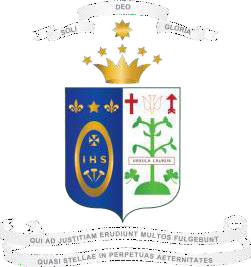 SOLI DEO GLORIA
IHS
URSULA LAURUS
QUI AD JUSTITIAM ERUDIUNT MULTOS FULGEBUNT
QUASI STELLAE IN PERPETUAS AETERNITATES